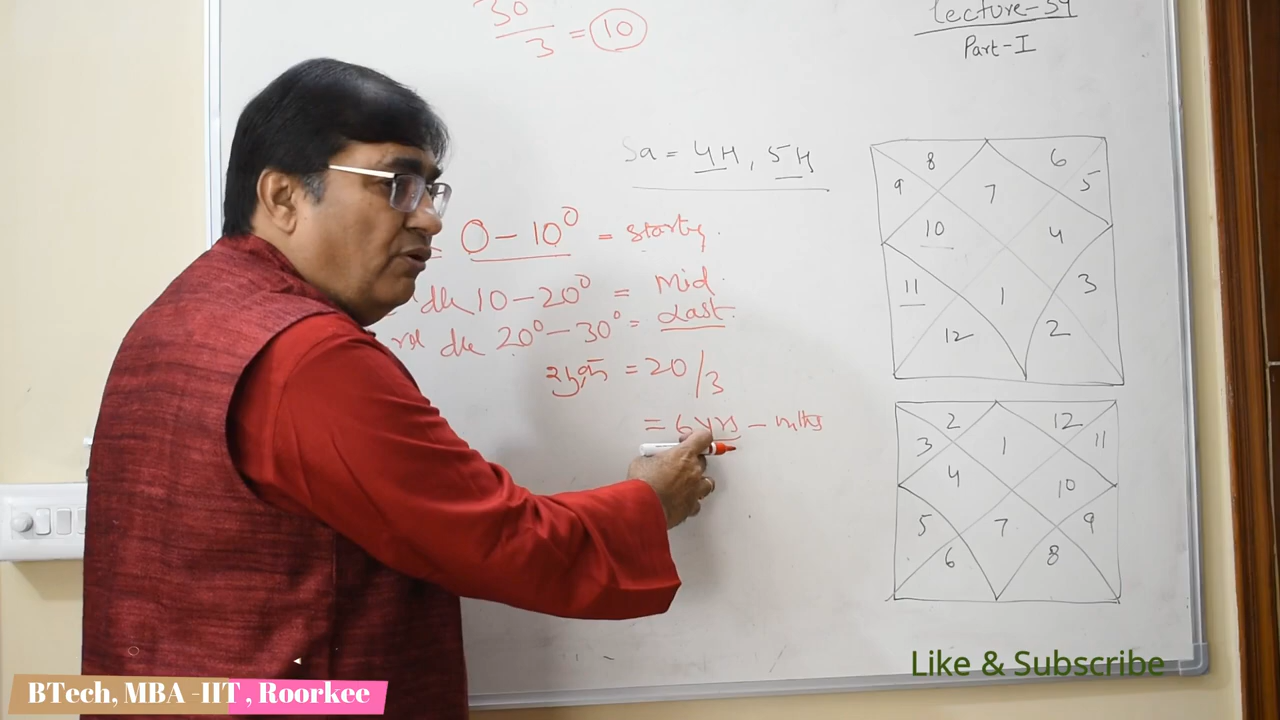 30
— = 10
3
Lecture-34
Part-I
Sa = 4H, 5H
0 - 10° = starting.
dk 10 - 20° = Mid.
dk 20° - 30° = Last.
शुक्र = 20/3
= 6 yrs - mths
8 6
9 7 5
10 4
11 1 3
12 2
2 12
3 1 11
4 10
5 7 9
6 8
Like & Subscribe
BTech, MBA -IIT , Roorkee